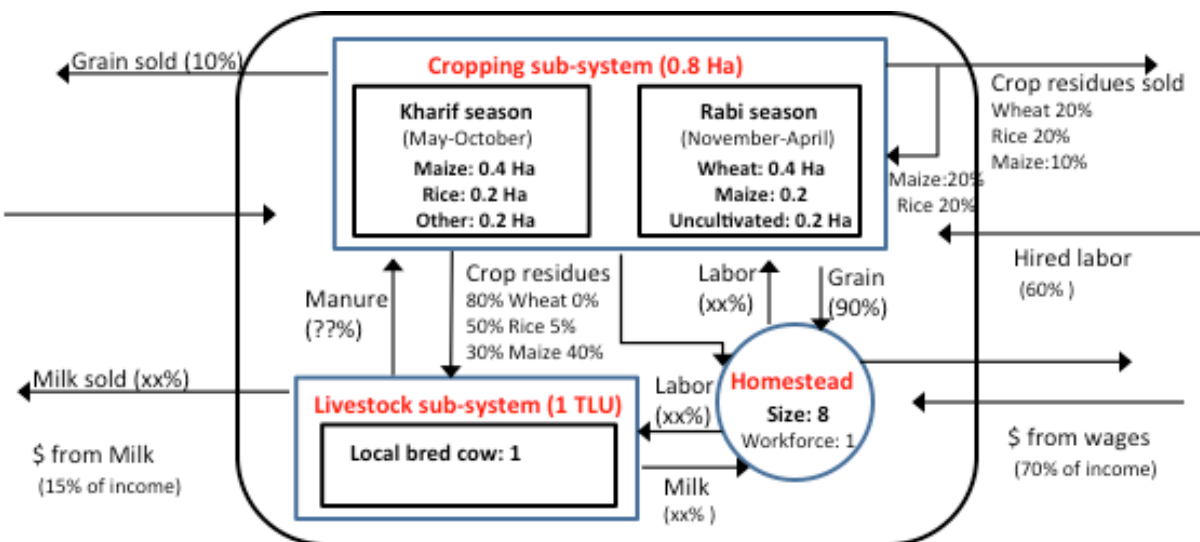 Grain sold (10%)
Cropping sub-system (0.8 Ha)
Kharif season
(May-October)
Maize: 0.4 Ha
Rice: 0.2 Ha
Other: 0.2 Ha
Rabi season
(November-April)
Wheat: 0.4 Ha
Maize: 0.2
Uncultivated: 0.2 Ha
Crop residues sold
Wheat 20%
Rice 20%
Maize:10%
Maize:20%
Rice 20%
Hired labor
(60% )
Manure
(??%)
Crop residues
80% Wheat 0%
50% Rice 5%
30% Maize 40%
Labor
(xx%)
Grain
(90%)
Milk sold (xx%)
$ from Milk
(15% of income)
Livestock sub-system (1 TLU)
Local bred cow: 1
Labor
(xx%)
Milk
(xx% )
Homestead
Size: 8
Workforce: 1
$ from wages
(70% of income)